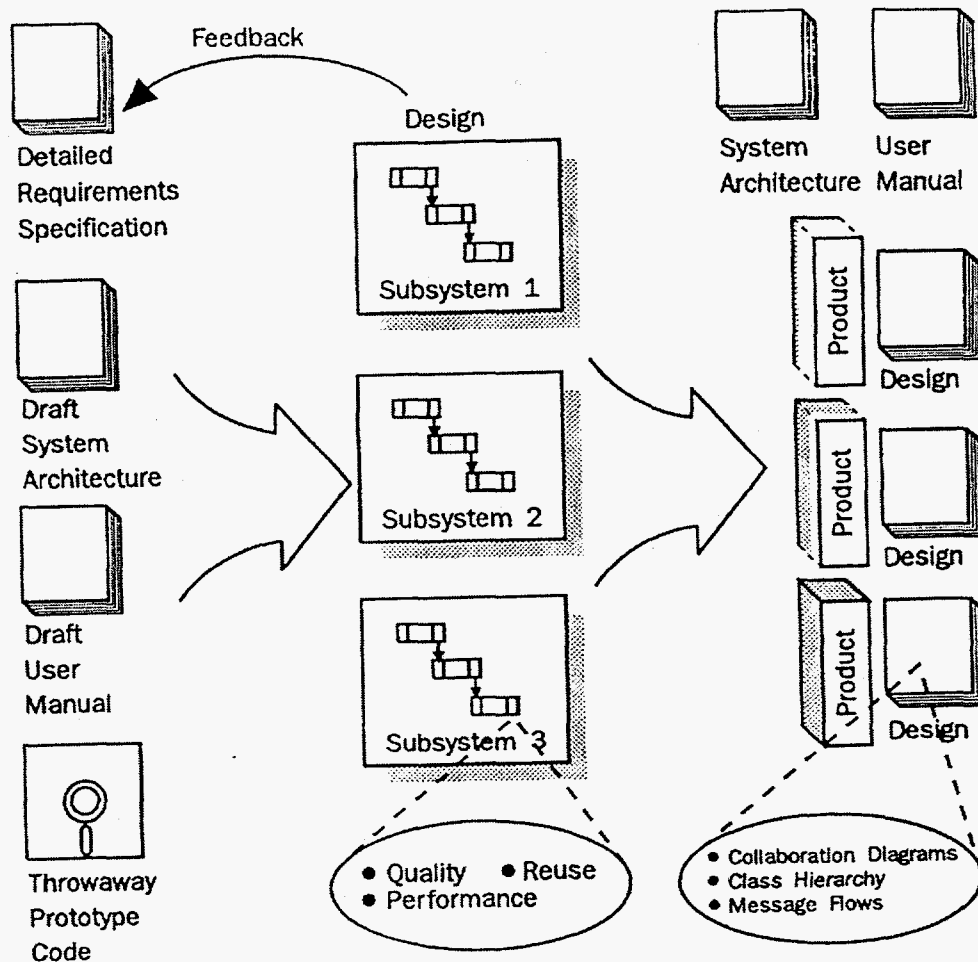 Feedback
Detailed
Requirements
Specification
Draft
System
Architecture
Draft
User
Manual
Throwaway
Prototype
Code
Design
Subsystem 1
Subsystem 2
Subsystem 3
• Quality • Reuse
• Performance
System
Architecture
User
Manual
Product
Design
Product
Design
Product
Design
• Collaboration Diagrams
• Class Hierarchy
• Message Flows